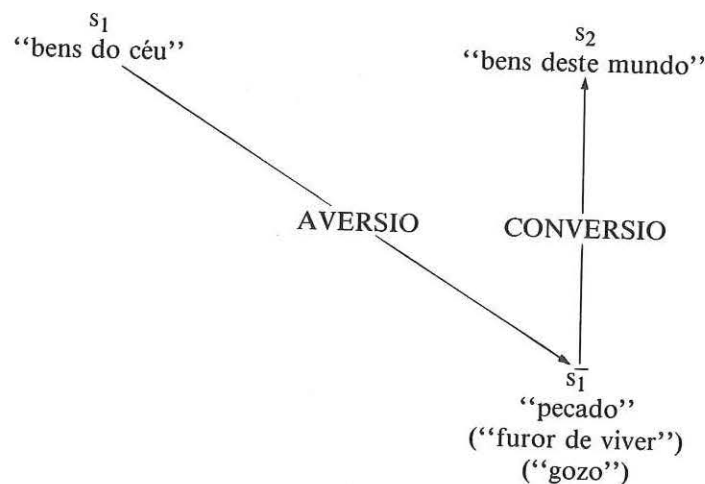 s1
“bens do céu”
s2
“bens deste mundo”
AVERSIO
CONVERSIO
s̅1
“pecado”
(“furor de viver”)
(“gozo”)